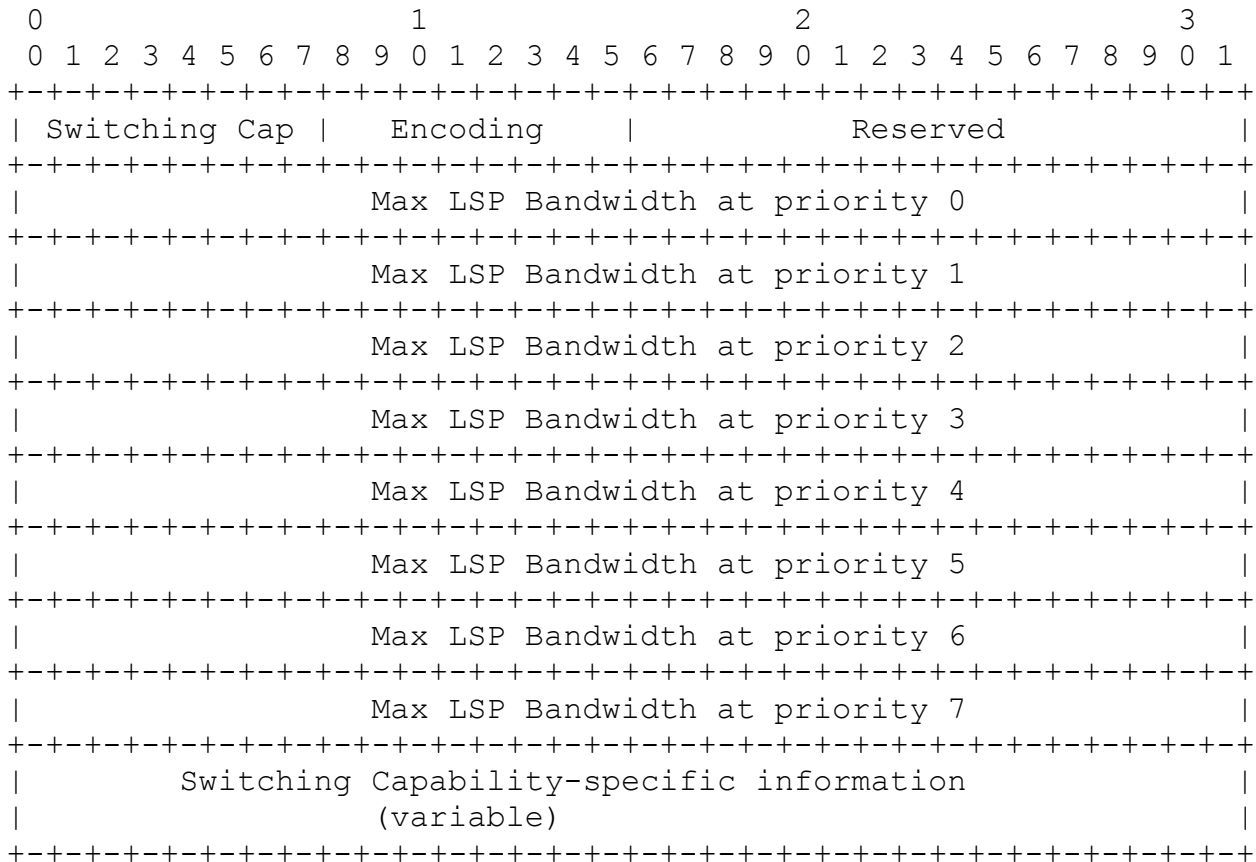 0                   1                   2                   3
 0 1 2 3 4 5 6 7 8 9 0 1 2 3 4 5 6 7 8 9 0 1 2 3 4 5 6 7 8 9 0 1
+-+-+-+-+-+-+-+-+-+-+-+-+-+-+-+-+-+-+-+-+-+-+-+-+-+-+-+-+-+-+-+-+
| Switching Cap |   Encoding    |           Reserved            |
+-+-+-+-+-+-+-+-+-+-+-+-+-+-+-+-+-+-+-+-+-+-+-+-+-+-+-+-+-+-+-+-+
|                  Max LSP Bandwidth at priority 0              |
+-+-+-+-+-+-+-+-+-+-+-+-+-+-+-+-+-+-+-+-+-+-+-+-+-+-+-+-+-+-+-+-+
|                  Max LSP Bandwidth at priority 1              |
+-+-+-+-+-+-+-+-+-+-+-+-+-+-+-+-+-+-+-+-+-+-+-+-+-+-+-+-+-+-+-+-+
|                  Max LSP Bandwidth at priority 2              |
+-+-+-+-+-+-+-+-+-+-+-+-+-+-+-+-+-+-+-+-+-+-+-+-+-+-+-+-+-+-+-+-+
|                  Max LSP Bandwidth at priority 3              |
+-+-+-+-+-+-+-+-+-+-+-+-+-+-+-+-+-+-+-+-+-+-+-+-+-+-+-+-+-+-+-+-+
|                  Max LSP Bandwidth at priority 4              |
+-+-+-+-+-+-+-+-+-+-+-+-+-+-+-+-+-+-+-+-+-+-+-+-+-+-+-+-+-+-+-+-+
|                  Max LSP Bandwidth at priority 5              |
+-+-+-+-+-+-+-+-+-+-+-+-+-+-+-+-+-+-+-+-+-+-+-+-+-+-+-+-+-+-+-+-+
|                  Max LSP Bandwidth at priority 6              |
+-+-+-+-+-+-+-+-+-+-+-+-+-+-+-+-+-+-+-+-+-+-+-+-+-+-+-+-+-+-+-+-+
|                  Max LSP Bandwidth at priority 7              |
+-+-+-+-+-+-+-+-+-+-+-+-+-+-+-+-+-+-+-+-+-+-+-+-+-+-+-+-+-+-+-+-+
|        Switching Capability-specific information              |
|                  (variable)                                   |
+-+-+-+-+-+-+-+-+-+-+-+-+-+-+-+-+-+-+-+-+-+-+-+-+-+-+-+-+-+-+-+-+